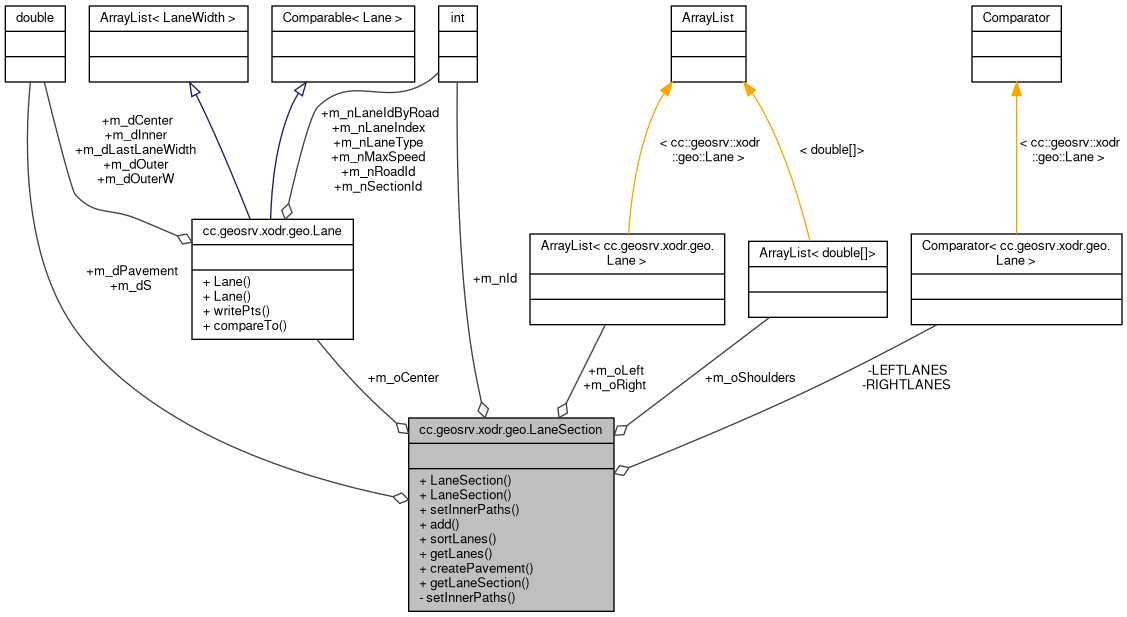 double
ArrayList< LaneWidth >
Comparable< Lane >
int
ArrayList
Comparator
+m_dCenter
+m_dInner
+m_dLastLaneWidth
+m_dOuter
+m_dOuterW
+m_nLaneIdByRoad
+m_nLaneIndex
+m_nLaneType
+m_nMaxSpeed
+m_nRoadId
+m_nSectionId
< cc::geosrv::xodr
::geo::Lane >
< double[]>
< cc::geosrv::xodr
::geo::Lane >
cc.geosrv.xodr.geo.Lane
+ Lane()
+ Lane()
+ writePts()
+ compareTo()
+m_dPavement
+m_dS
+m_nId
ArrayList< cc.geosrv.xodr.geo.
Lane >
ArrayList< double[]>
Comparator< cc.geosrv.xodr.geo.
Lane >
+m_oCenter
+m_oLeft
+m_oRight
+m_oShoulders
-LEFTLANES
-RIGHTLANES
cc.geosrv.xodr.geo.LaneSection
+ LaneSection()
+ LaneSection()
+ setInnerPaths()
+ add()
+ sortLanes()
+ getLanes()
+ createPavement()
+ getLaneSection()
- setInnerPaths()